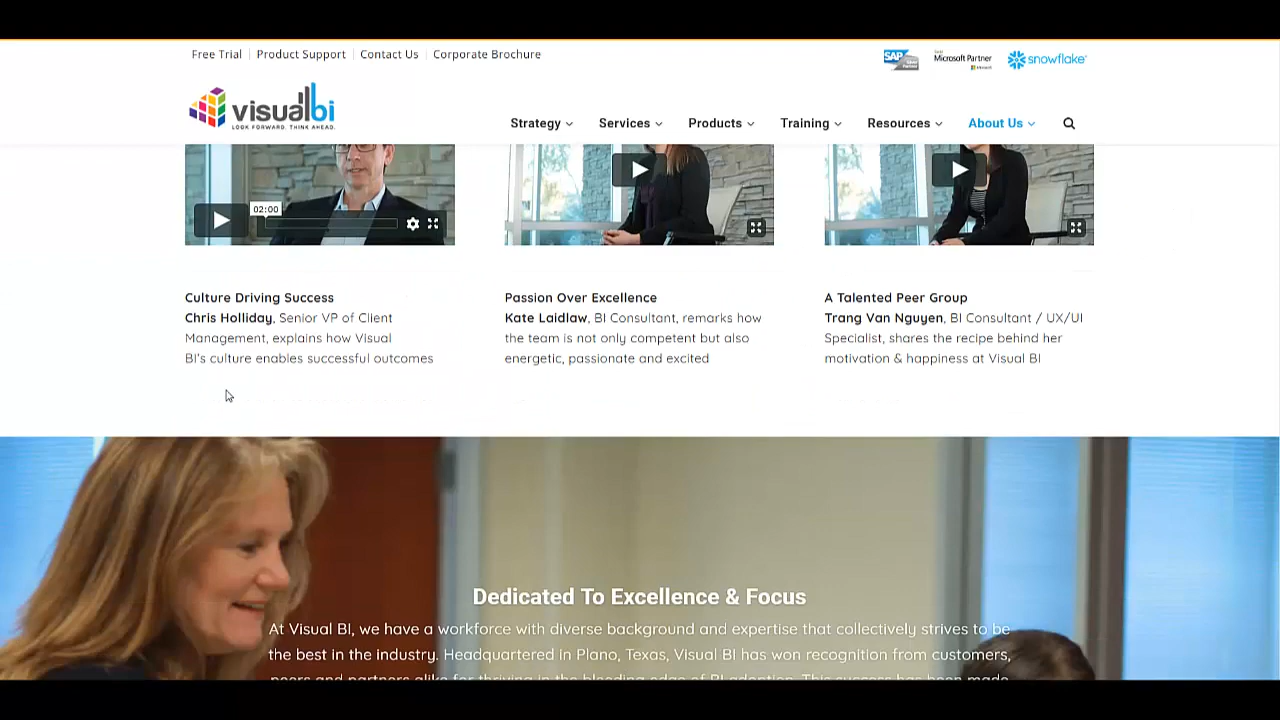 Free Trial Product Support Contact Us Corporate Brochure
SAP Microsoft Partner snowflake
visualbi
LOOK FORWARD. THINK AHEAD.
Strategy Services Products Training Resources About Us
02:00
Culture Driving Success
Chris Holliday, Senior VP of Client
Management, explains how Visual
BI's culture enables successful outcomes
Passion Over Excellence
Kate Laidlaw, BI Consultant, remarks how
the team is not only competent but also
energetic, passionate and excited
A Talented Peer Group
Trang Van Nguyen, BI Consultant / UX/UI
Specialist, shares the recipe behind her
motivation & happiness at Visual BI
Dedicated To Excellence & Focus
At Visual BI, we have a workforce with diverse background and expertise that collectively strives to be
the best in the industry. Headquartered in Plano, Texas, Visual BI has won recognition from customers,
peers and partners alike for thriving in the bleeding edge of BI adoption. This success has been made